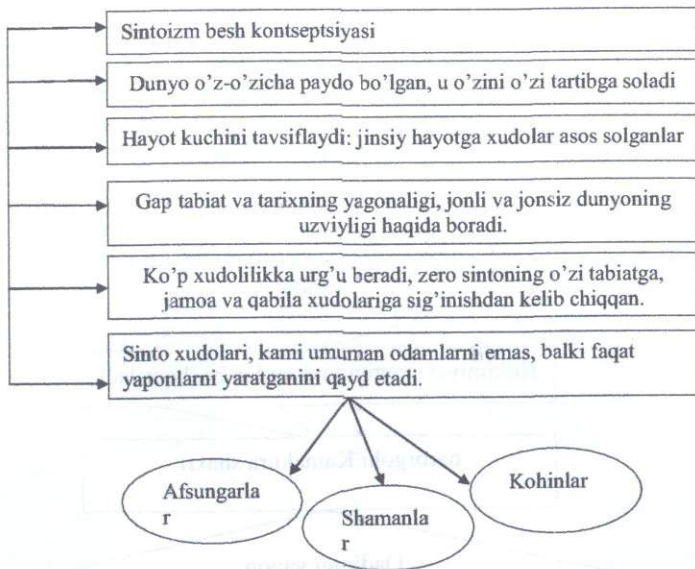 Sintoizm besh kontseptsiyasi
Dunyo o’z-o’zicha paydo bo’lgan, u o’zini o’zi tartibga soladi
Hayot kuchini tavsiflaydi: jinsiy hayotga xudolar asos solganlar
Gap tabiat va tarixning yagonaligi, jonli va jonsiz dunyoning
uzviyligi haqida boradi.
Ko’p xudolilikka urg’u beradi, zero sintoning o’zi tabiatga,
jamoa va qabila xudolariga sig’inishdan kelib chiqqan.
Sinto xudolari, kami umuman odamlarni emas, balki faqat
yaponlarni yaratganini qayd etadi.
Afsungarla
r
Shamanla
r
Kohinlar